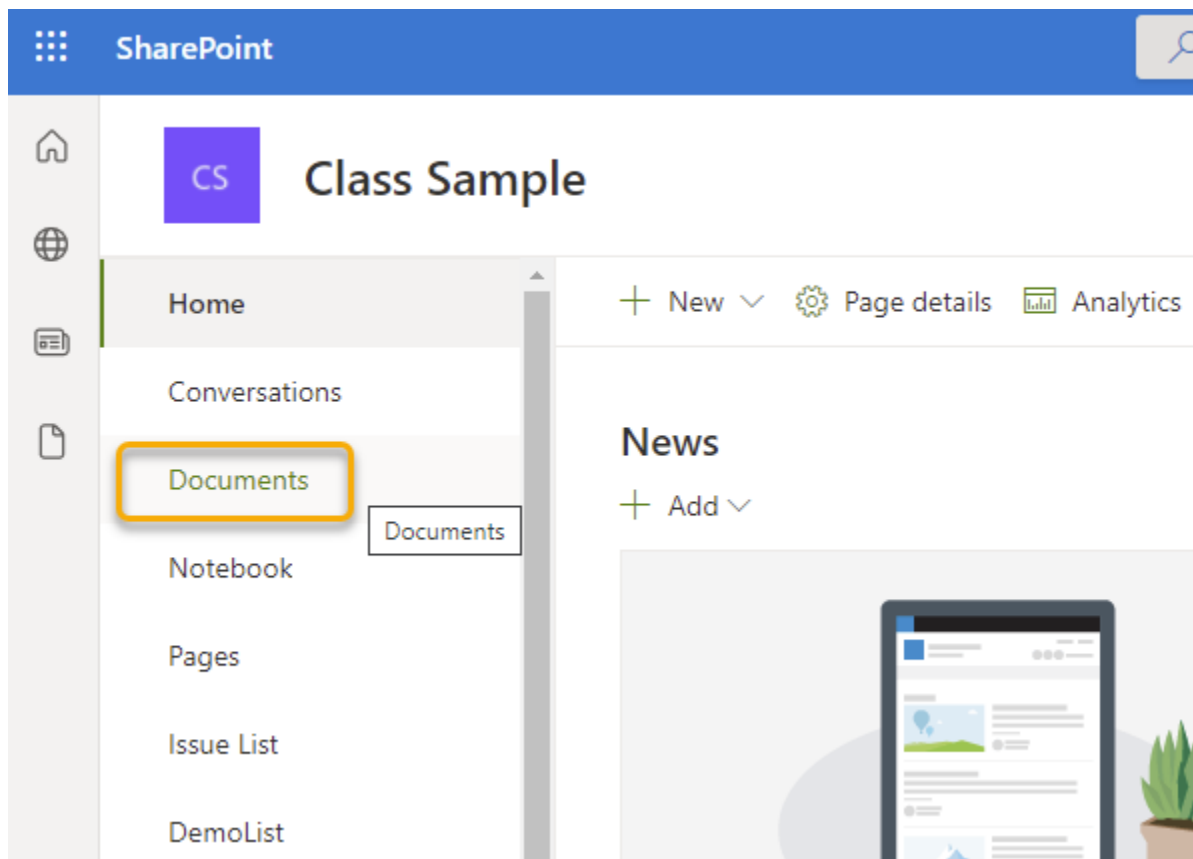 SharePoint
CS
Class Sample
Home
Conversations
Documents
Documents
Notebook
Pages
Issue List
DemoList
New
Page details
Analytics
News
Add